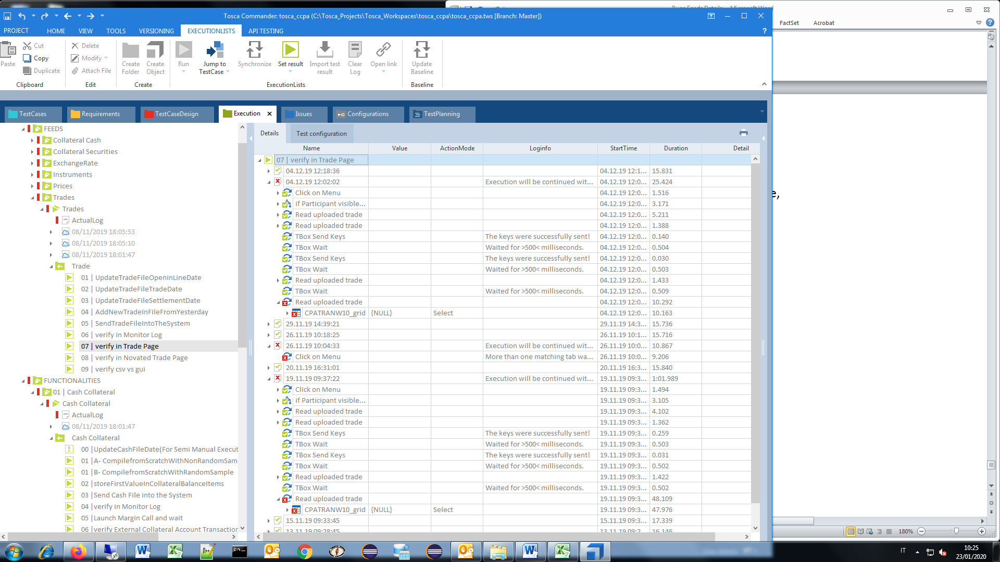 Tosca Commander: tosca_ccpa (C:\Tosca_Projects\Tosca_Workspaces\tosca_ccpa\tosca_ccpa.tws [Branch: Master])
PROJECT HOME VIEW TOOLS VERSIONING EXECUTIONLISTS API TESTING ?
FactSet Acrobat
Paste Cut Copy Duplicate
Clipboard
Delete Modify Attach File
Edit
Create Folder Create Object
Create
Run Jump to TestCase Synchronize Set result Import test result Clear Log Open link
ExecutionLists
Update Baseline
Baseline
TestCases Requirements TestCaseDesign Execution Issues Configurations TestPlanning
FEEDS
Collateral Cash
Collateral Securities
ExchangeRate
Instruments
Prices
Trades
Trades
ActualLog
08/11/2019 18:05:53
08/11/2019 18:05:10
08/11/2019 18:01:47
Trade
01 | UpdateTradeFileOpeninLineDate
02 | UpdateTradeFileTradeDate
03 | UpdateTradeFileSettlementDate
04 | AddNewTradeInFileFromYesterday
05 | SendTradeFileIntoTheSystem
06 | verify in Monitor Log
07 | verify in Trade Page
08 | verify in Novated Trade Page
09 | verify csv vs gui
FUNCTIONALITIES
01 | Cash Collateral
Cash Collateral
ActualLog
08/11/2019 18:01:47
Cash Collateral
00 |UpdateCashFileDate(For Semi Manual Execut
01 |A- CompilefromScratchWithNonRandomSam
01 |B- CompilefromScratchWithRandomSample
02 |storeFirstValueInCollateralBalanceItems
03 |Send Cash File into the System
04 |verify in Monitor Log
05 |Launch Margin Call and wait
06 |verify External Collateral Account Transaction
Details Test configuration
Name Value ActionMode Loginfo StartTime Duration Detail
07 | verify in Trade Page
04.12.19 12:18:36 04.12.19 12:1... 15.831
04.12.19 12:02:02 Execution will be continued wit... 04.12.19 12:0... 25.424
Click on Menu 04.12.19 12:0... 1.516
if Participant visible... 04.12.19 12:0... 3.171
Read uploaded trade 04.12.19 12:0... 5.211
Read uploaded trade 04.12.19 12:0... 1.388
TBox Send Keys The keys were successfully sent! 04.12.19 12:0... 0.140
TBox Wait Waited for >500< milliseconds. 04.12.19 12:0... 0.504
TBox Send Keys The keys were successfully sent! 04.12.19 12:0... 0.030
TBox Wait Waited for >500< milliseconds. 04.12.19 12:0... 0.503
Read uploaded trade 04.12.19 12:0... 1.433
TBox Wait Waited for >500< milliseconds. 04.12.19 12:0... 0.509
Read uploaded trade 04.12.19 12:0... 10.292
CPATRANW10_grid {NULL} Select 04.12.19 12:0... 10.163
29.11.19 14:39:21 29.11.19 14:3... 15.736
26.11.19 10:18:25 26.11.19 10:1... 15.716
26.11.19 10:04:33 Execution will be continued wit... 26.11.19 10:0... 10.867
Click on Menu More than one matching tab wa... 26.11.19 10:0... 9.206
20.11.19 16:31:01 20.11.19 16:3... 15.840
19.11.19 09:37:22 Execution will be continued wit... 19.11.19 09:3... 1:01.989
Click on Menu 19.11.19 09:3... 1.494
if Participant visible... 19.11.19 09:3... 3.105
Read uploaded trade 19.11.19 09:3... 4.102
Read uploaded trade 19.11.19 09:3... 1.362
TBox Send Keys The keys were successfully sent! 19.11.19 09:3... 0.259
TBox Wait Waited for >500< milliseconds. 19.11.19 09:3... 0.503
TBox Send Keys The keys were successfully sent! 19.11.19 09:3... 0.031
TBox Wait Waited for >500< milliseconds. 19.11.19 09:3... 0.502
Read uploaded trade 19.11.19 09:3... 1.422
TBox Wait Waited for >500< milliseconds. 19.11.19 09:3... 0.502
Read uploaded trade 19.11.19 09:3... 48.109
CPATRANW10_grid {NULL} Select 19.11.19 09:3... 47.976
15.11.19 09:33:45 15.11.19 09:3... 17.339
13.11.19 09:28:45 13.11.19 09:2... 16.146
e,
180%
IT
10:25
23/01/2020